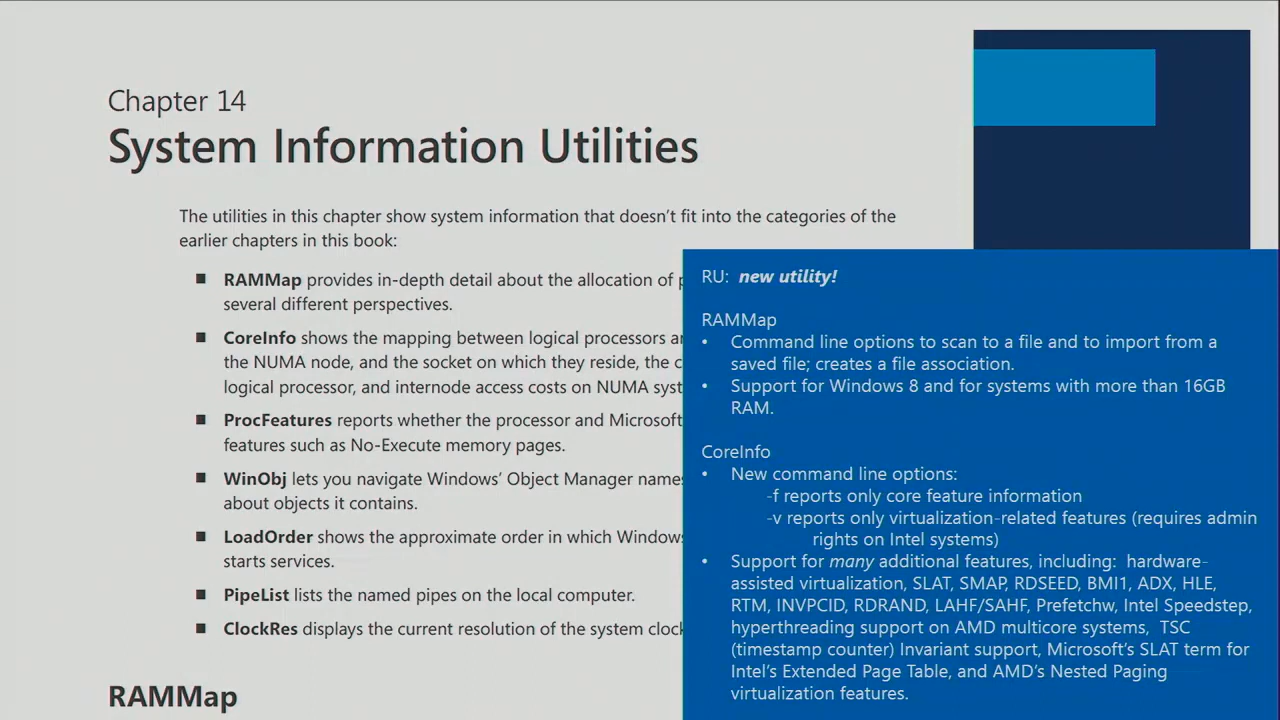 Chapter 14
System Information Utilities
The utilities in this chapter show system information that doesn't fit into the categories of the
earlier chapters in this book:
■ RAMMap provides in-depth detail about the allocation of
several different perspectives.
■ CoreInfo shows the mapping between logical processors
the NUMA node, and the socket on which they reside, the
logical processor, and internode access costs on NUMA
■ ProcFeatures reports whether the processor and Microsoft
features such as No-Execute memory pages.
■ WinObj lets you navigate Windows' Object Manager
about objects it contains.
■ LoadOrder shows the approximate order in which Windows
starts services.
■ PipeList lists the named pipes on the local computer.
■ ClockRes displays the current resolution of the system
RAMMap
RU: new utility!
RAMMap
• Command line options to scan to a file and to import from a
saved file; creates a file association.
• Support for Windows 8 and for systems with more than 16GB
RAM.
CoreInfo
• New command line options:
-f reports only core feature information
-v reports only virtualization-related features (requires admin
rights on Intel systems)
• Support for many additional features, including: hardware-
assisted virtualization, SLAT, SMAP, RDSEED, BMI1, ADX, HLE,
RTM, INVPCID, RDRAND, LAHF/SAHF, Prefetchw, Intel Speedstep,
hyperthreading support on AMD multicore systems, TSC
(timestamp counter) Invariant support, Microsoft's SLAT term for
Intel's Extended Page Table, and AMD's Nested Paging
virtualization features.